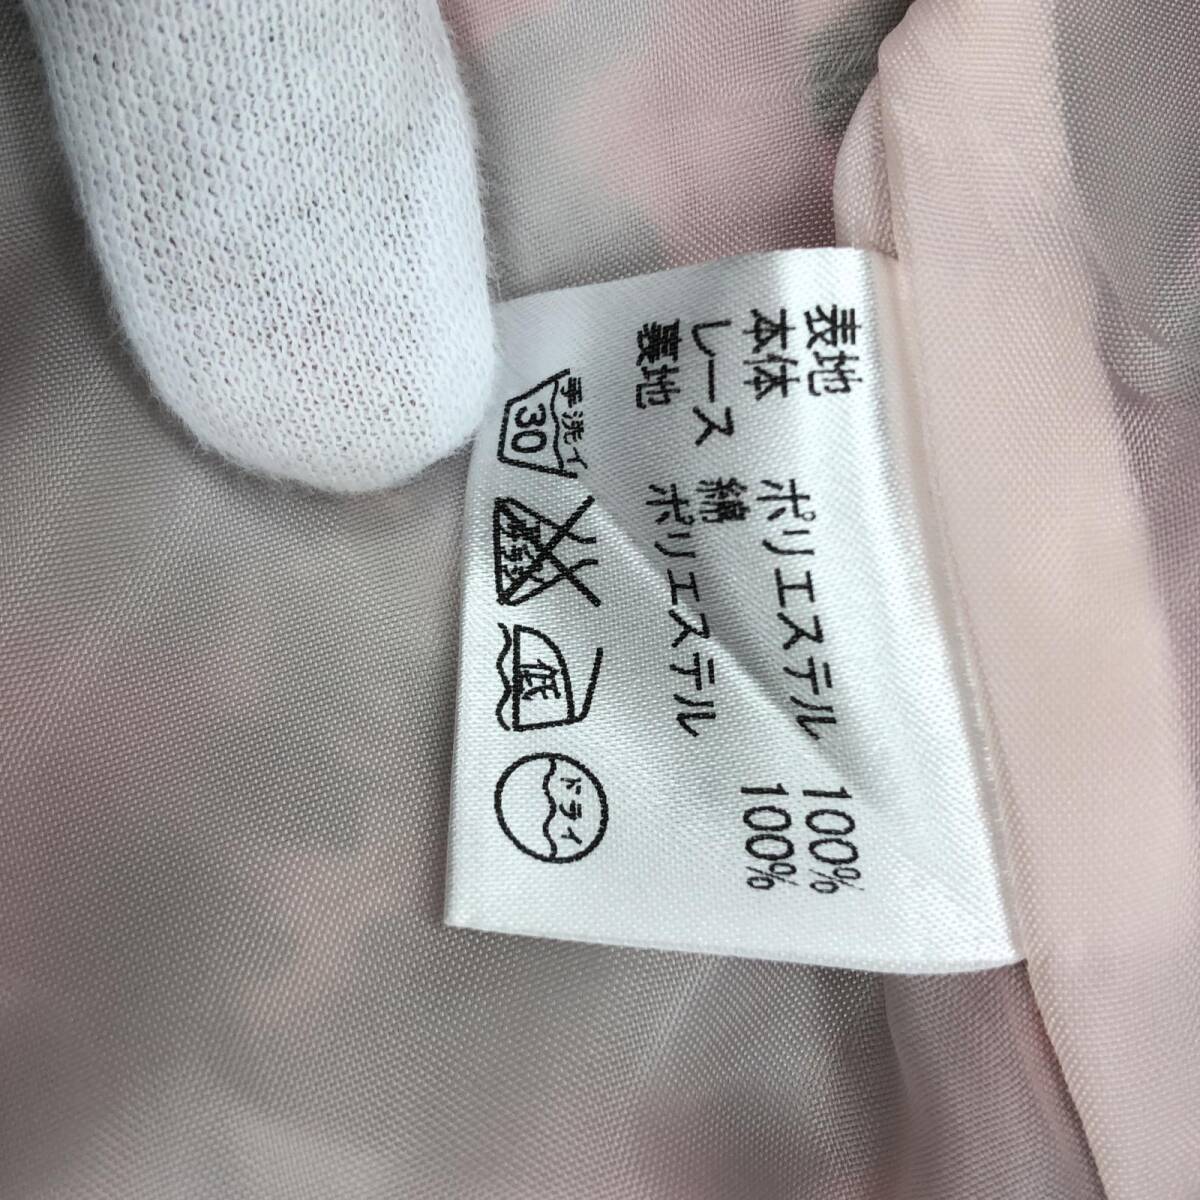 表地
本体 ポリエステル 100%
レース 綿 100%
裏地 ポリエステル
手洗イ
30
低
ドライ